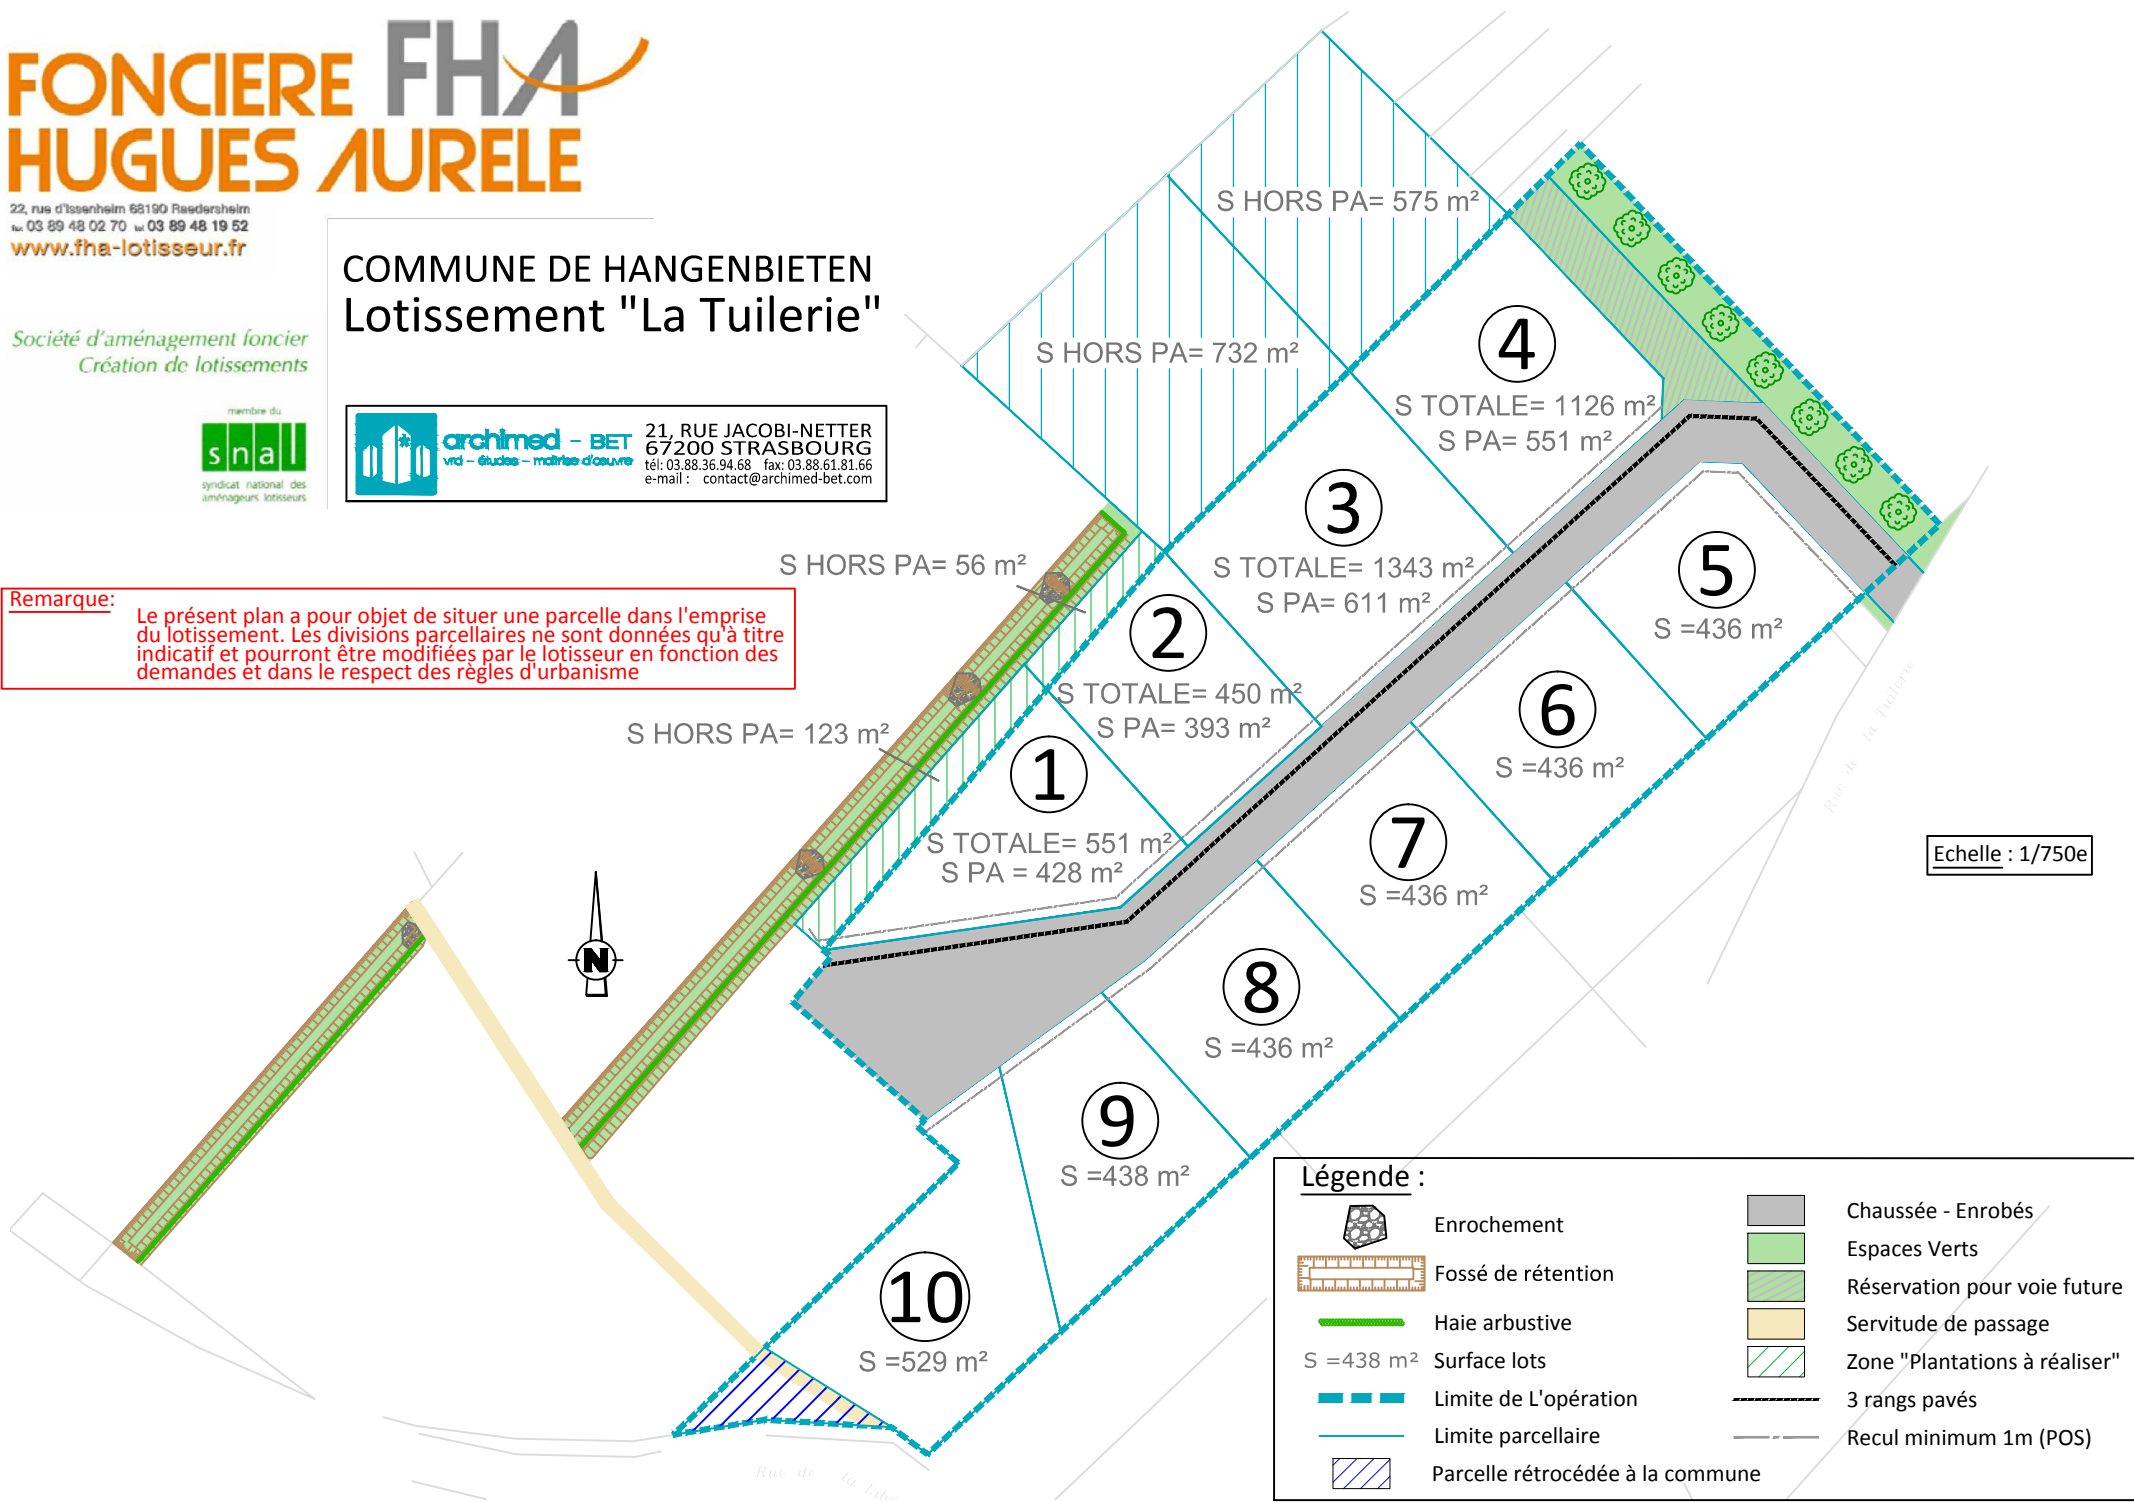 FONCIERE FHA
HUGUES AURELE
22, rue d'Issenheim 68190 Raedersheim
03 89 48 02 70 03 89 48 19 52
www.fha-lotisseur.fr
Société d'aménagement foncier
Création de lotissements
membre du
snal
syndicat national des
aménageurs lotisseurs
COMMUNE DE HANGENBIETEN
Lotissement "La Tuilerie"
archimed - BET
vrd - études - maîtrise d'œuvre
21, RUE JACOBI-NETTER
67200 STRASBOURG
tél: 03.88.36.94.68 fax: 03.88.61.81.66
e-mail : contact@archimed-bet.com
Remarque:
Le présent plan a pour objet de situer une parcelle dans l'emprise
du lotissement. Les divisions parcellaires ne sont données qu'à titre
indicatif et pourront être modifiées par le lotisseur en fonction des
demandes et dans le respect des règles d'urbanisme
S HORS PA= 575 m²
S HORS PA= 732 m²
S HORS PA= 56 m²
S HORS PA= 123 m²
4
S TOTALE= 1126 m²
S PA= 551 m²
3
S TOTALE= 1343 m²
S PA= 611 m²
2
S TOTALE= 450 m²
S PA= 393 m²
1
S TOTALE= 551 m²
S PA = 428 m²
5
S =436 m²
6
S =436 m²
7
S =436 m²
8
S =436 m²
9
S =438 m²
10
S =529 m²
N
Rue de la Tuilerie
Rue de la
Echelle : 1/750e
Légende :
Enrochement
Fossé de rétention
Haie arbustive
S =438 m² Surface lots
Limite de L'opération
Limite parcellaire
Parcelle rétrocédée à la commune
Chaussée - Enrobés
Espaces Verts
Réservation pour voie future
Servitude de passage
Zone "Plantations à réaliser"
3 rangs pavés
Recul minimum 1m (POS)